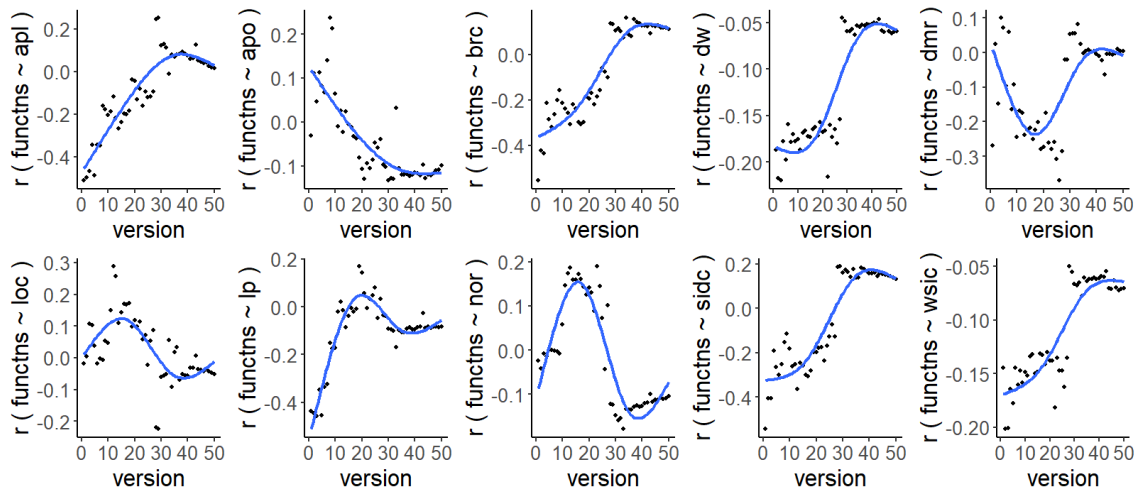 r ( functns ~ apl )
0.2
0.0
-0.2
-0.4
0 10 20 30 40 50
version
r ( functns ~ apo )
0.2
0.1
0.0
-0.1
0 10 20 30 40 50
version
r ( functns ~ brc )
0.0
-0.2
-0.4
0 10 20 30 40 50
version
r ( functns ~ dw )
-0.05
-0.10
-0.15
-0.20
0 10 20 30 40 50
version
r ( functns ~ dmr )
0.1
0.0
-0.1
-0.2
-0.3
0 10 20 30 40 50
version
r ( functns ~ loc )
0.3
0.2
0.1
0.0
-0.1
-0.2
0 10 20 30 40 50
version
r ( functns ~ lp )
0.2
0.0
-0.2
-0.4
0 10 20 30 40 50
version
r ( functns ~ nor )
0.2
0.1
0.0
-0.1
0 10 20 30 40 50
version
r ( functns ~ sidc )
0.2
0.0
-0.2
-0.4
0 10 20 30 40 50
version
r ( functns ~ wsic )
-0.05
-0.10
-0.15
-0.20
0 10 20 30 40 50
version